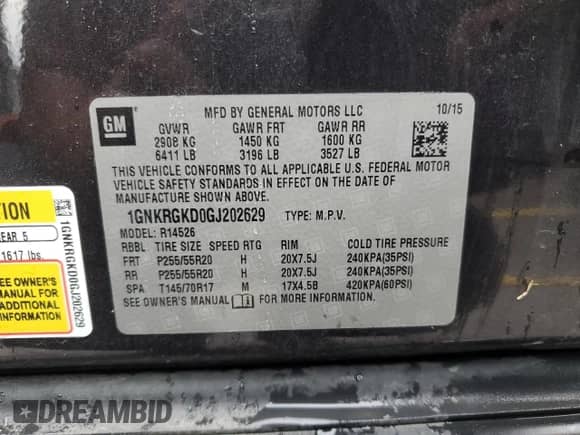 GM
MFD BY GENERAL MOTORS LLC 10/15
GVWR GAWR FRT GAWR RR
2908 KG 1450 KG 1600 KG
6411 LB 3196 LB 3527 LB
THIS VEHICLE CONFORMS TO ALL APPLICABLE U.S. FEDERAL MOTOR
VEHICLE SAFETY STANDARDS IN EFFECT ON THE DATE OF
MANUFACTURE SHOWN ABOVE.
1GNKRGKD0GJ202629 TYPE: M.P.V.
MODEL: R14526
RBBL TIRE SIZE SPEED RTG RIM COLD TIRE PRESSURE
FRT P255/55R20 H 20X7.5J 240KPA(35PSI)
RR P255/55R20 H 20X7.5J 240KPA(35PSI)
SPA T145/70R17 M 17X4.5B 420KPA(60PSI)
SEE OWNER'S MANUAL FOR MORE INFORMATION.
TION
EAR 5
1617 lbs.
EE OWNER'S
MANUAL FOR
ADDITIONAL
INFORMATION
1GNKRGKD0GJ202629
DREAMBID